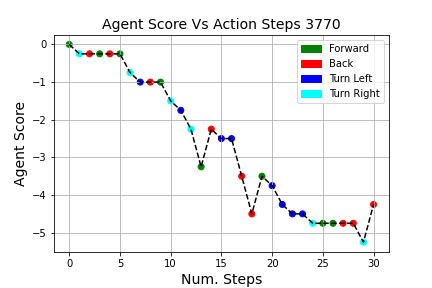 Agent Score Vs Action Steps 3770
Forward
Back
Turn Left
Turn Right
Agent Score
0
−1
−2
−3
−4
−5
0 5 10 15 20 25 30
Num. Steps